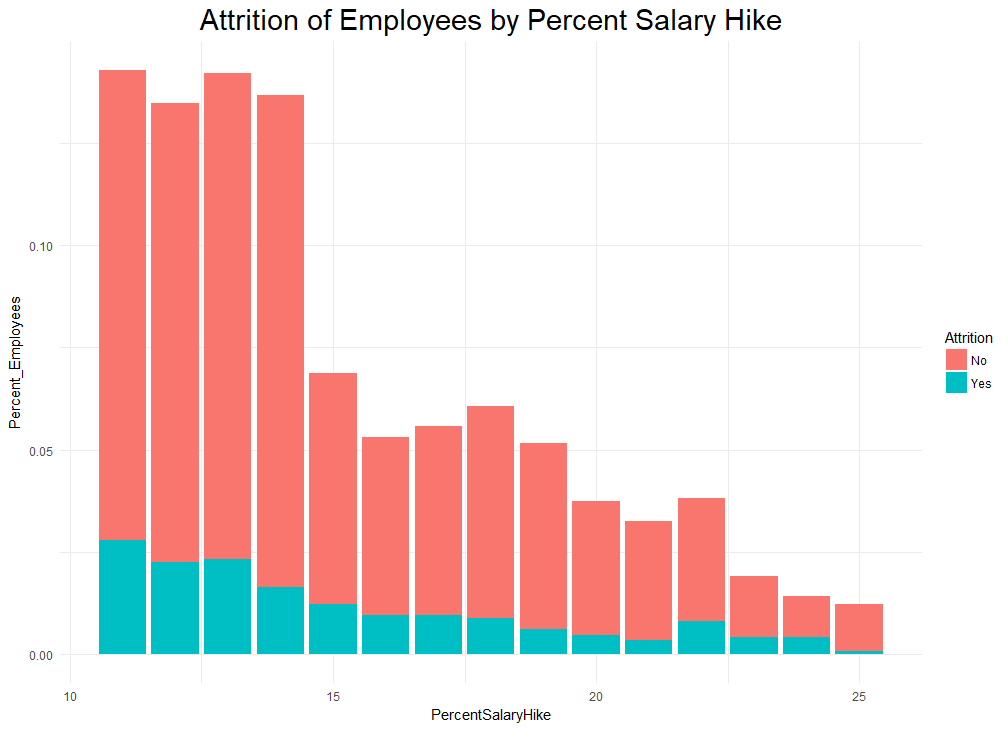 Attrition of Employees by Percent Salary Hike
Percent_Employees
0.10
0.05
0.00
10
15
20
25
PercentSalaryHike
Attrition
No
Yes